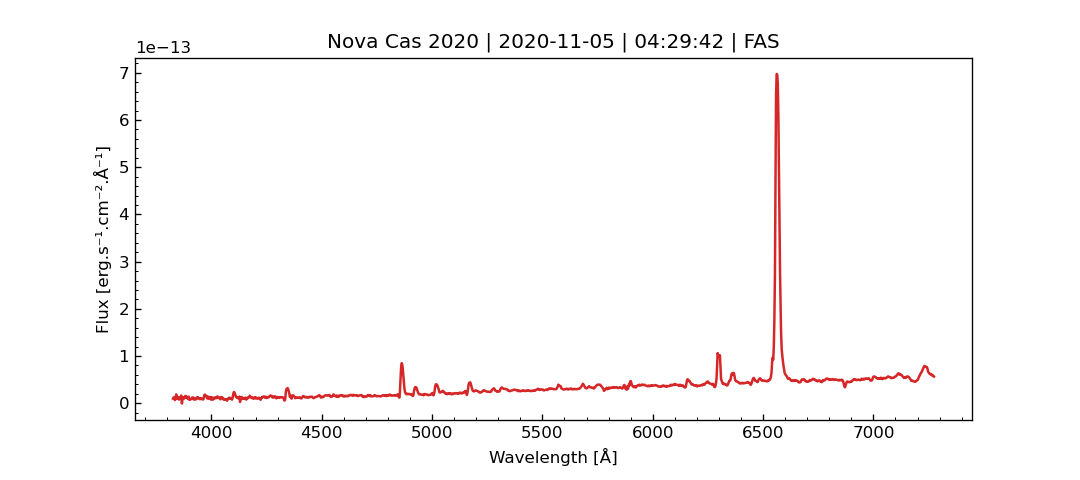 Nova Cas 2020 | 2020-11-05 | 04:29:42 | FAS
1e−13
7
6
5
4
3
2
1
0
Flux [erg.s⁻¹.cm⁻².Å⁻¹]
4000 4500 5000 5500 6000 6500 7000
Wavelength [Å]